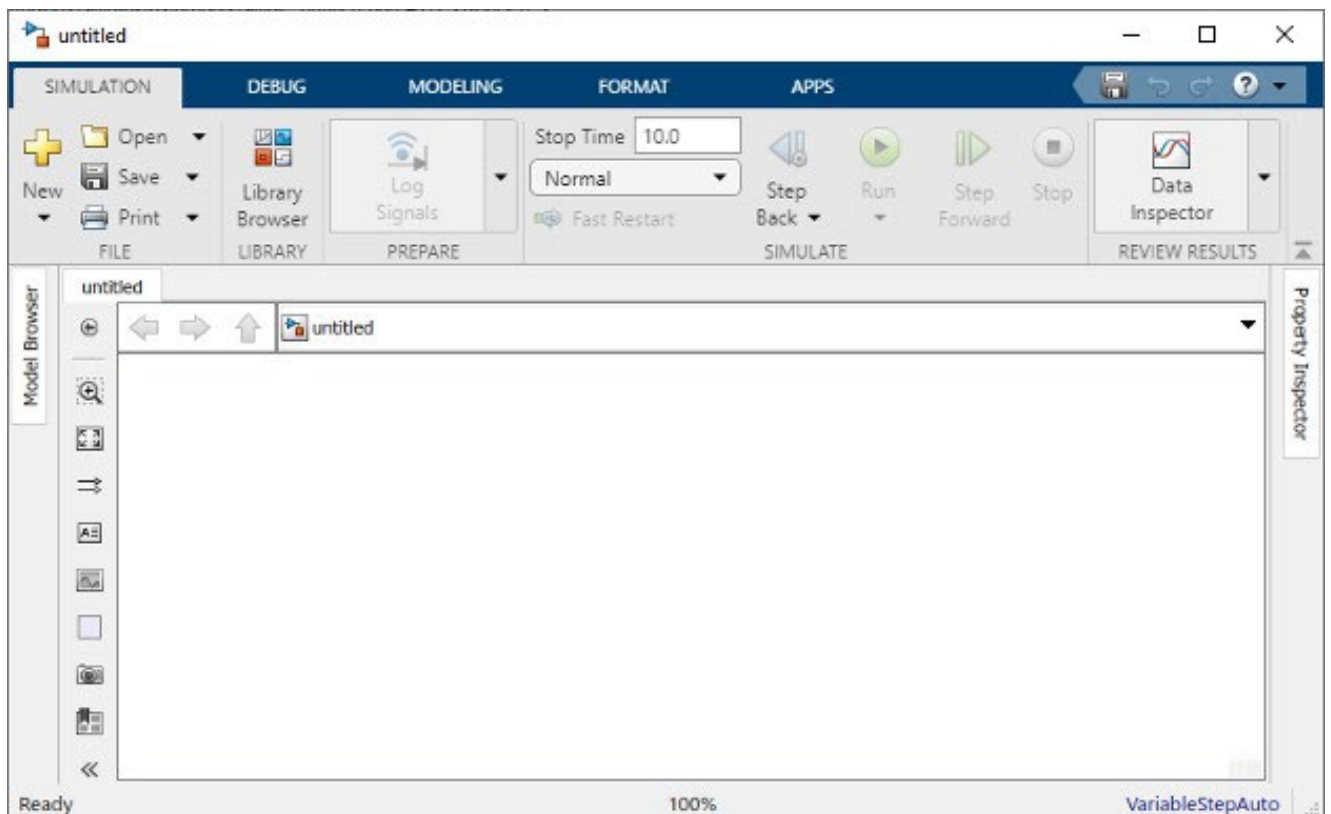 untitled
SIMULATION DEBUG MODELING FORMAT APPS
New
Open
Save
Print
FILE
Library
Browser
LIBRARY
Log
Signals
PREPARE
Stop Time 10.0
Normal
Fast Restart
Step
Back
Run
Step
Forward
Stop
SIMULATE
Data
Inspector
REVIEW RESULTS
Model Browser
untitled
untitled
Property Inspector
Ready 100% VariableStepAuto